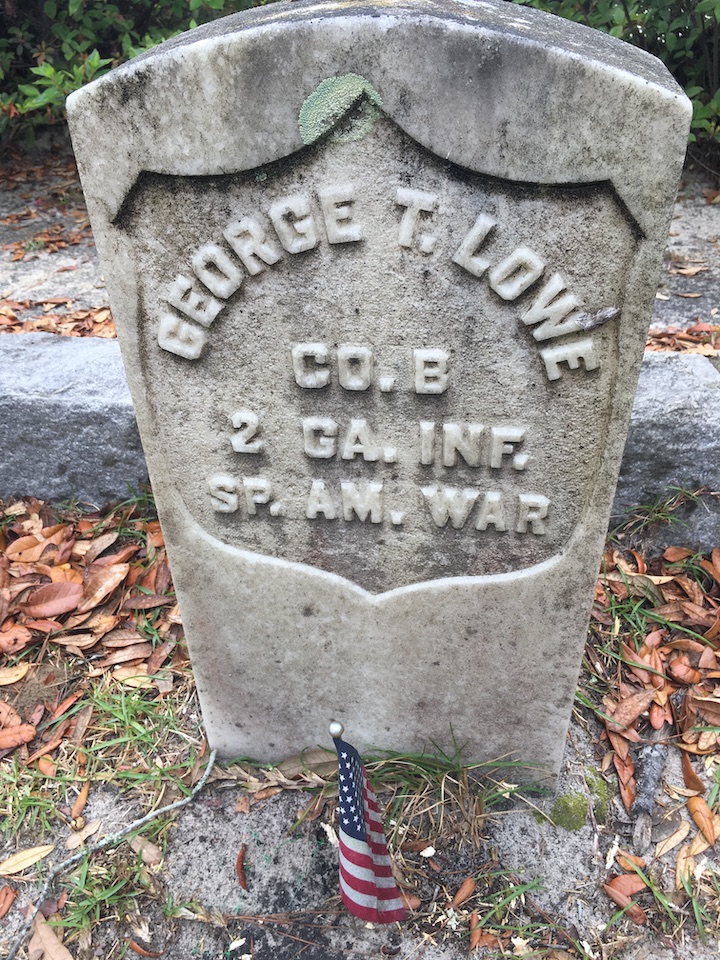 GEORGE T. LOWE
CO. B
2 GA. INF.
SP. AM. WAR